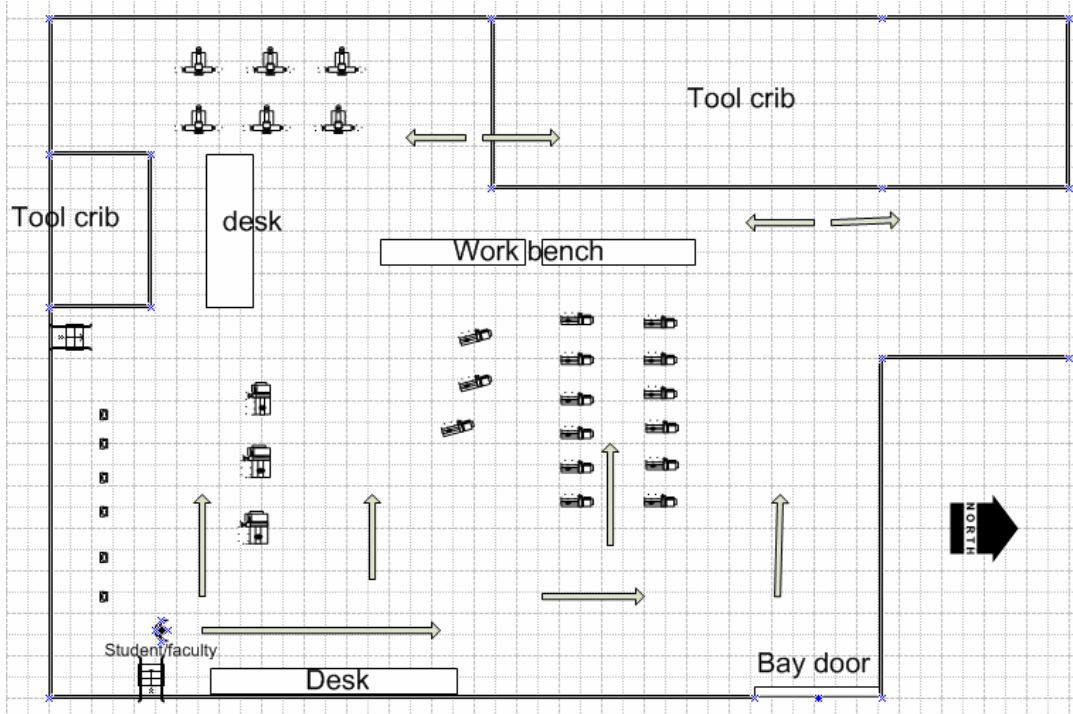 Tool crib
Tool crib
desk
Work bench
NORTH
Student/faculty
Bay door
Desk